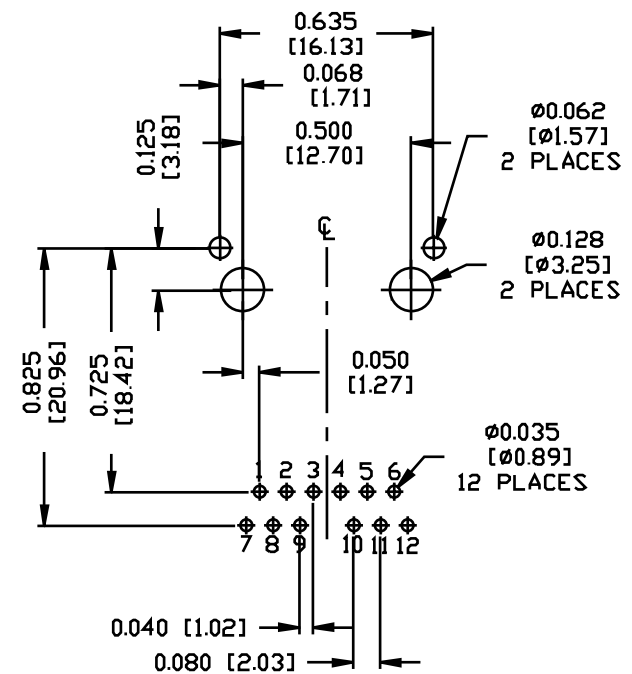 0.635
[16.13]
0.068
[1.71]
0.500
[12.70]
0.125
[3.18]
Ø0.062
[Ø1.57]
2 PLACES
℄
Ø0.128
[Ø3.25]
2 PLACES
0.825
[20.96]
0.725
[18.42]
0.050
[1.27]
Ø0.035
[Ø0.89]
12 PLACES
1 2 3 4 5 6
7 8 9 10 11 12
0.040 [1.02]
0.080 [2.03]